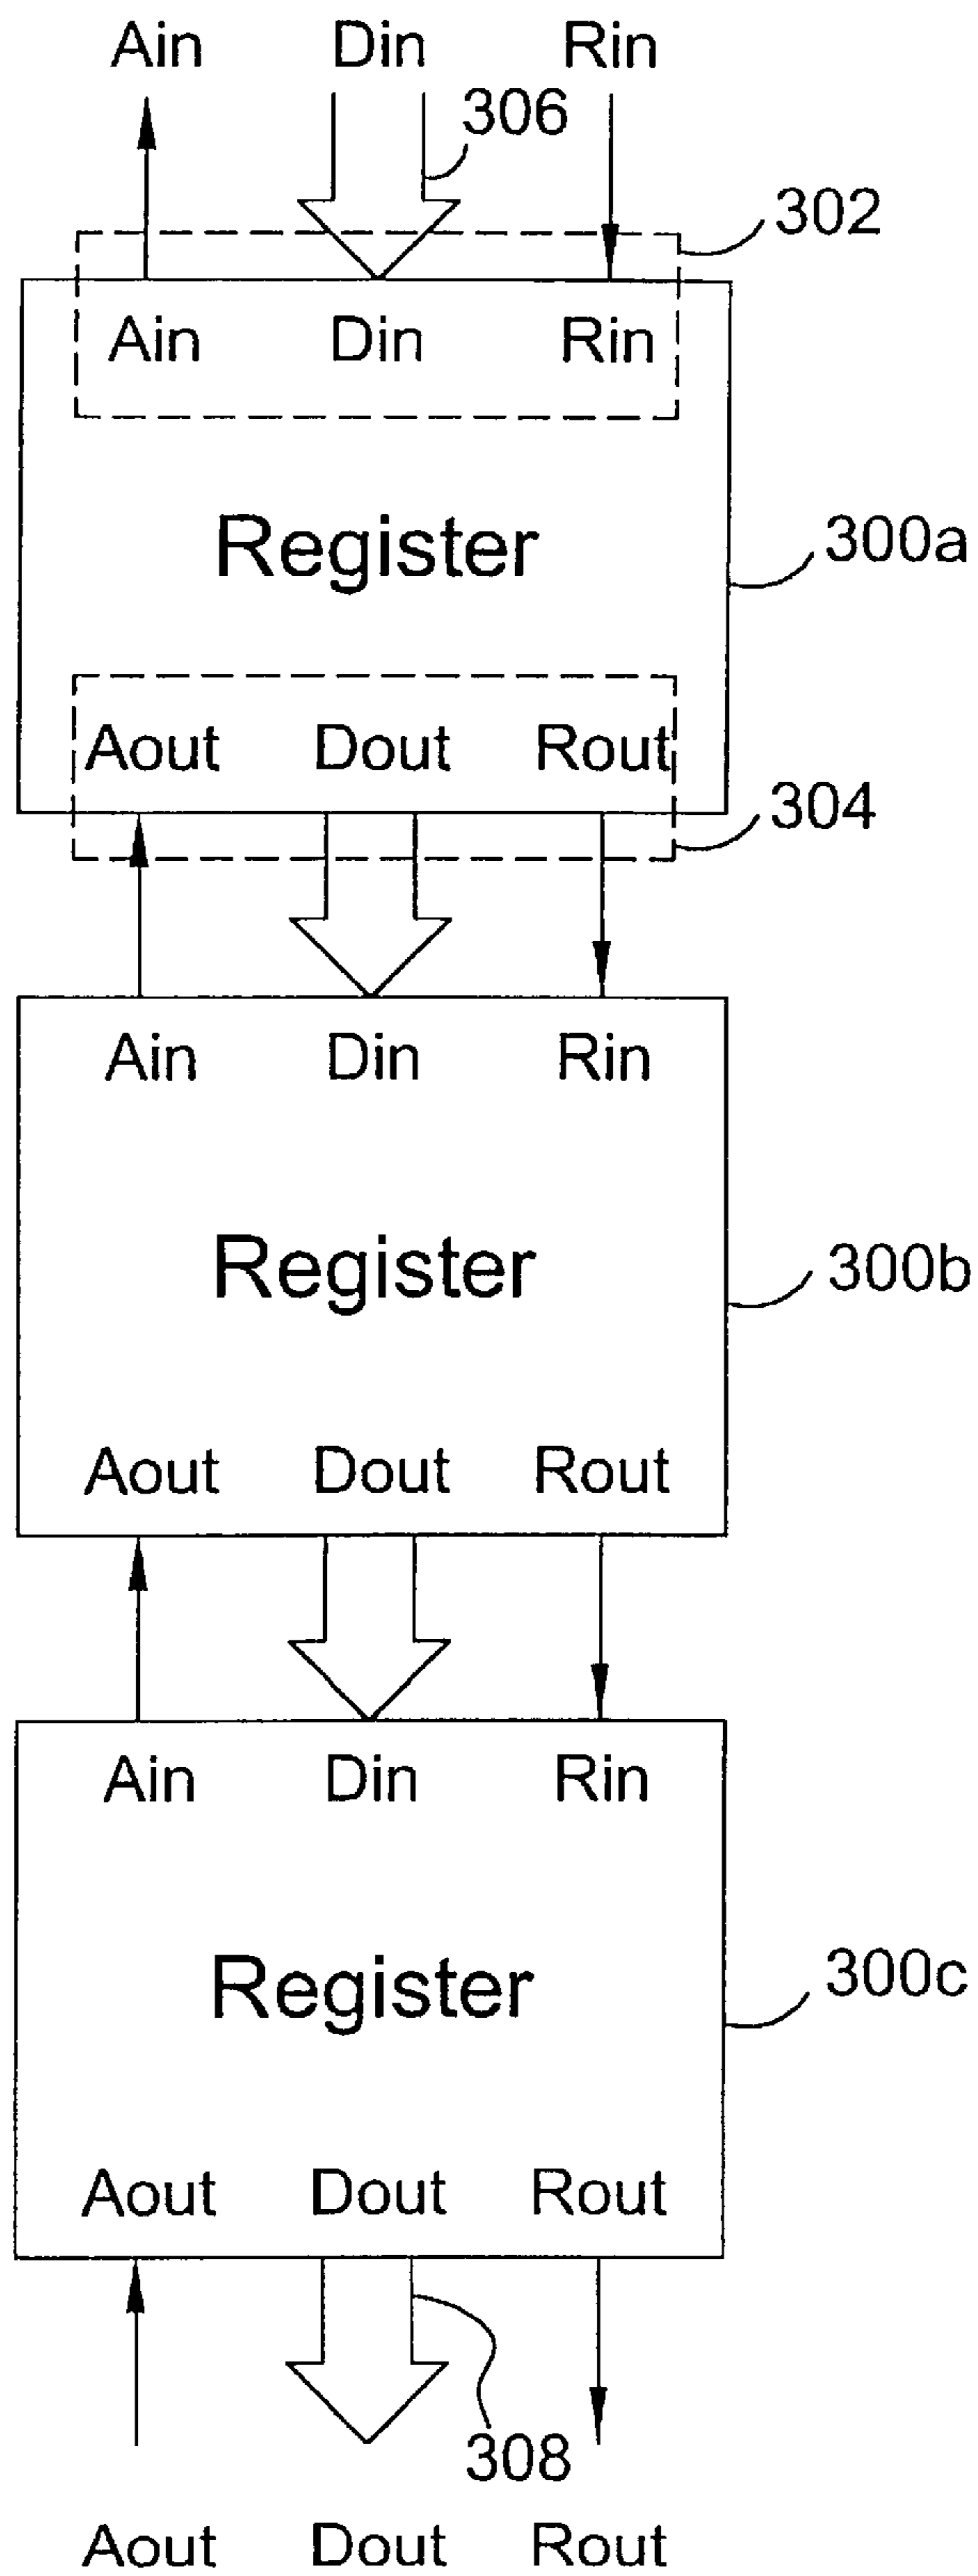 Ain Din Rin
306
302
Ain Din Rin
Register
300a
Aout Dout Rout
304
Ain Din Rin
Register
300b
Aout Dout Rout
Ain Din Rin
Register
300c
Aout Dout Rout
308
Aout Dout Rout